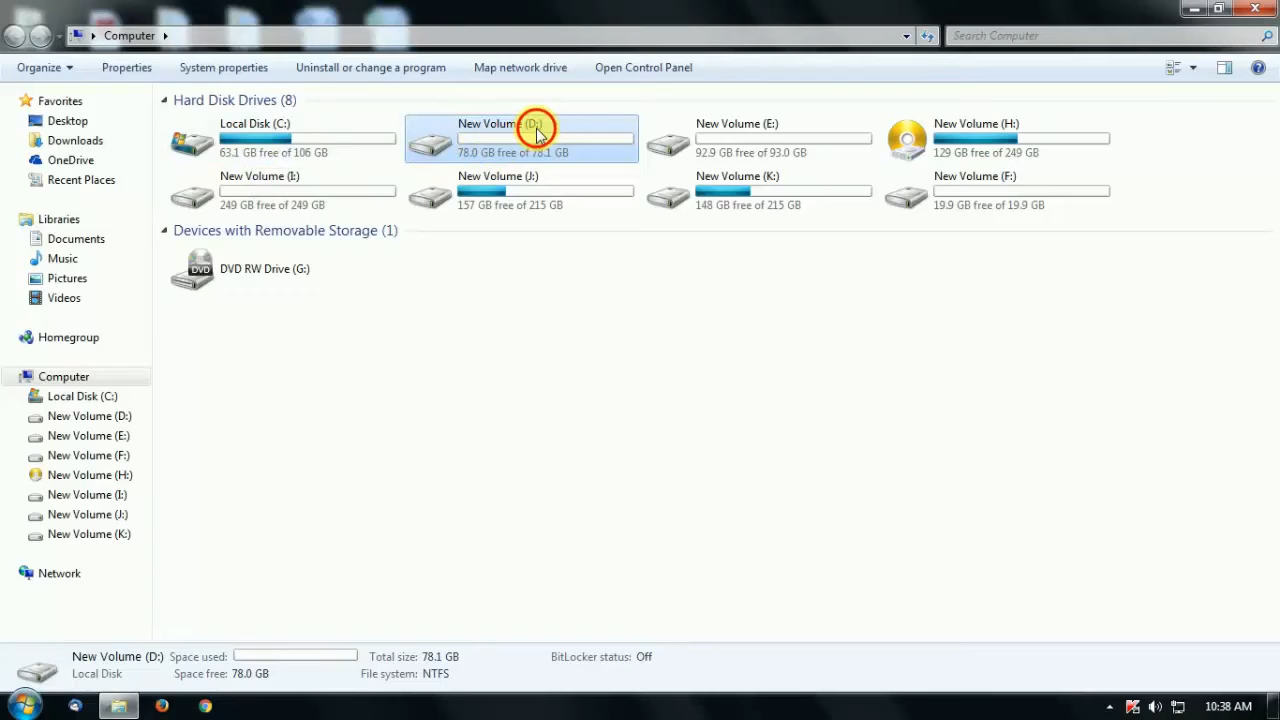 Computer
Search Computer
Organize Properties System properties Uninstall or change a program Map network drive Open Control Panel
Favorites
Desktop
Downloads
OneDrive
Recent Places
Libraries
Documents
Music
Pictures
Videos
Homegroup
Computer
Local Disk (C:)
New Volume (D:)
New Volume (E:)
New Volume (F:)
New Volume (H:)
New Volume (I:)
New Volume (J:)
New Volume (K:)
Network
Hard Disk Drives (8)
Local Disk (C:)
63.1 GB free of 106 GB
New Volume (D:)
78.0 GB free of 78.1 GB
New Volume (E:)
92.9 GB free of 93.0 GB
New Volume (H:)
129 GB free of 249 GB
New Volume (I:)
249 GB free of 249 GB
New Volume (J:)
157 GB free of 215 GB
New Volume (K:)
148 GB free of 215 GB
New Volume (F:)
19.9 GB free of 19.9 GB
Devices with Removable Storage (1)
DVD
DVD RW Drive (G:)
New Volume (D:) Space used: Total size: 78.1 GB BitLocker status: Off
Local Disk Space free: 78.0 GB File system: NTFS
10:38 AM